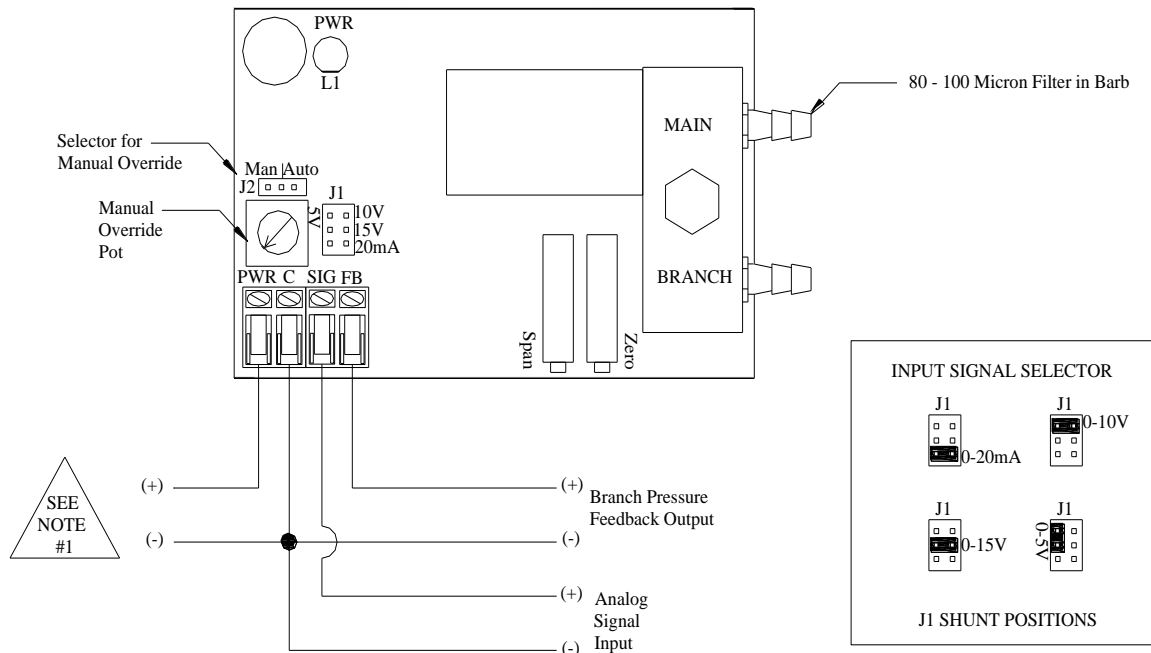 PWR
L1
80 - 100 Micron Filter in Barb
MAIN
Selector for
Manual Override
Man Auto
J2
J1
5V
10V
15V
20mA
Manual
Override
Pot
PWR C SIG FB
BRANCH
Span
Zero
INPUT SIGNAL SELECTOR
J1
0-20mA
J1
0-10V
J1
0-15V
J1
0-5V
J1 SHUNT POSITIONS
SEE
NOTE
#1
(+)
(-)
(+)
Branch Pressure
Feedback Output
(-)
(+)
Analog
Signal
Input
(-)